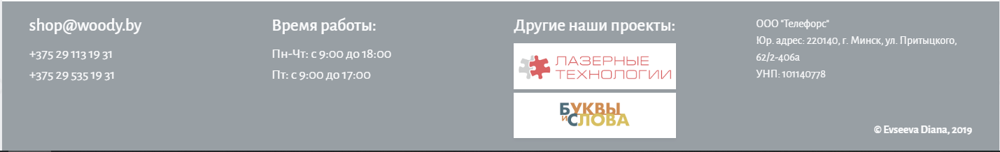 shop@woody.by
+375 29 113 19 31
+375 29 535 19 31
Время работы:
Пн-Чт: с 9:00 до 18:00
Пт: с 9:00 до 17:00
Другие наши проекты:
ЛАЗЕРНЫЕ
ТЕХНОЛОГИИ
БУКВЫ
И СЛОВА
ООО "Телефорс"
Юр. адрес: 220140, г. Минск, ул. Притыцкого,
62/2-406а
УНП: 101140778
© Evseeva Diana, 2019